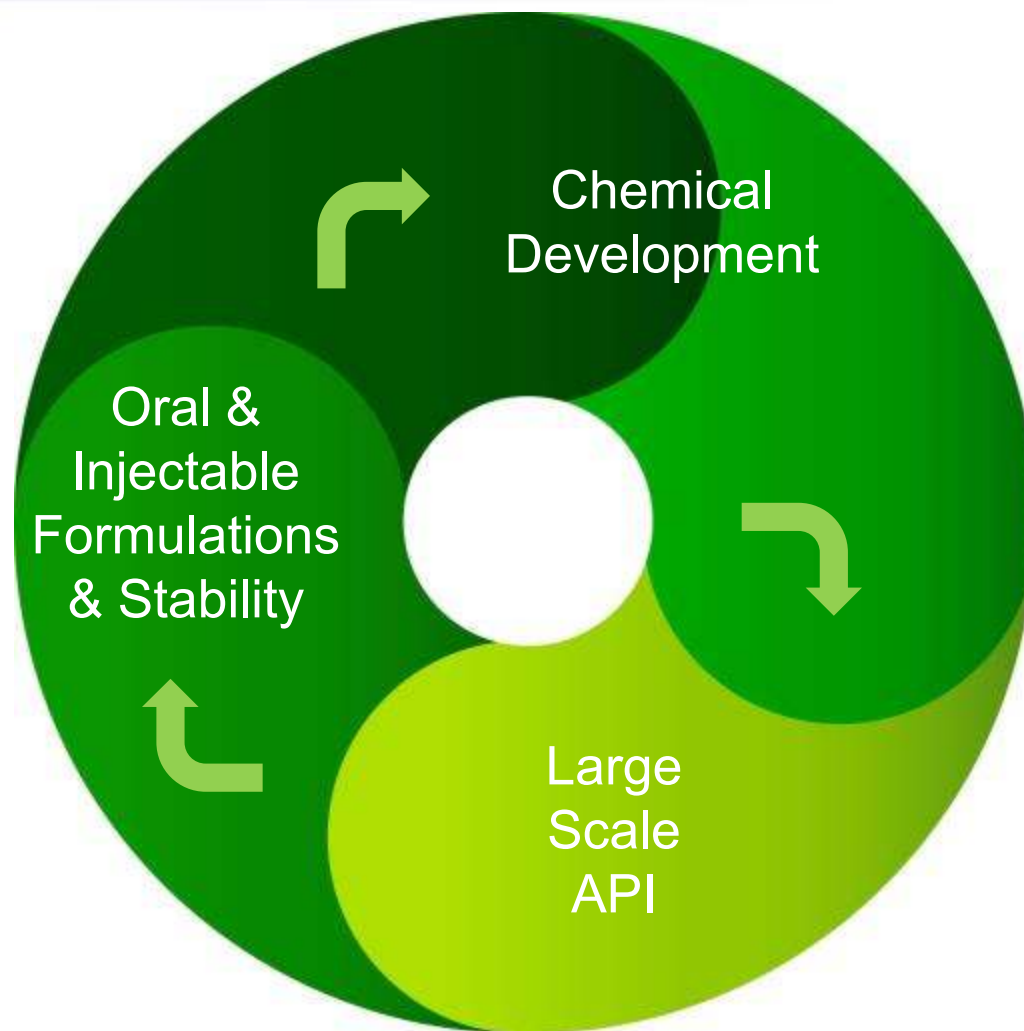 Chemical
Development
Oral &
Injectable
Formulations
& Stability
Large
Scale
API